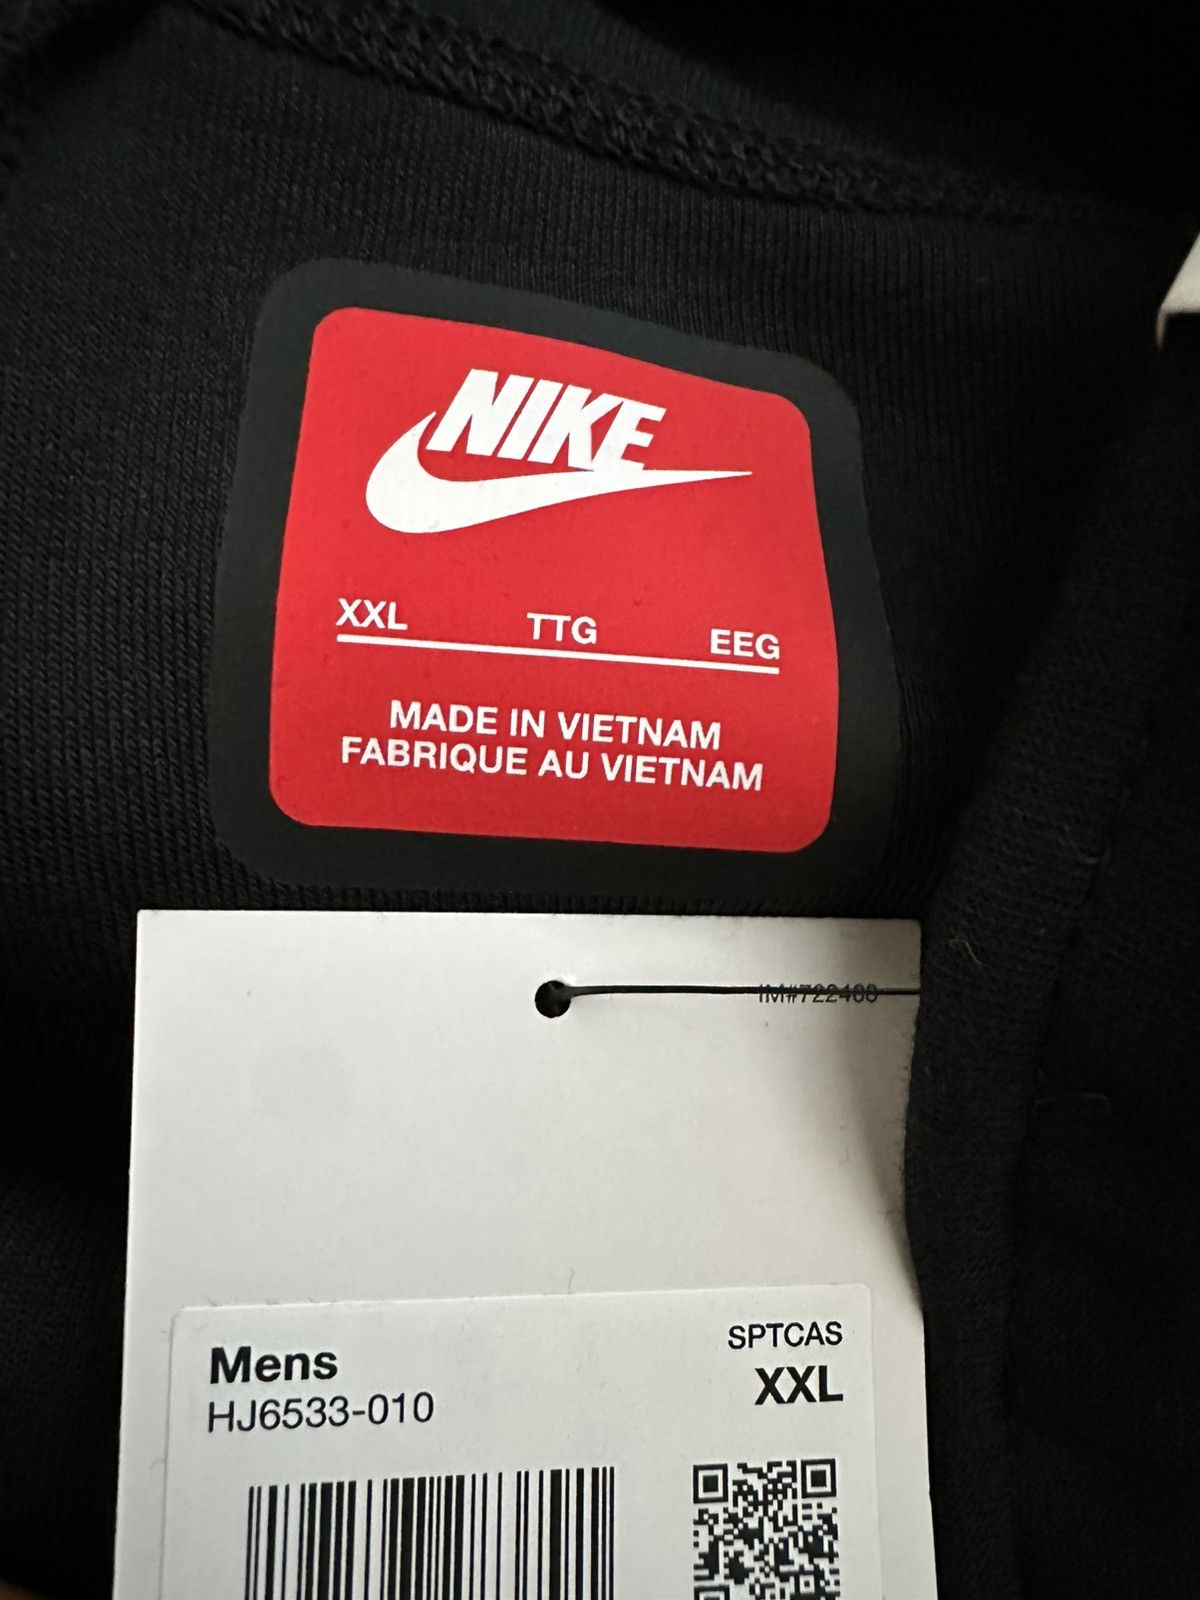 NIKE
XXL TTG EEG
MADE IN VIETNAM
FABRIQUE AU VIETNAM
Mens
HJ6533-010
SPTCAS
XXL